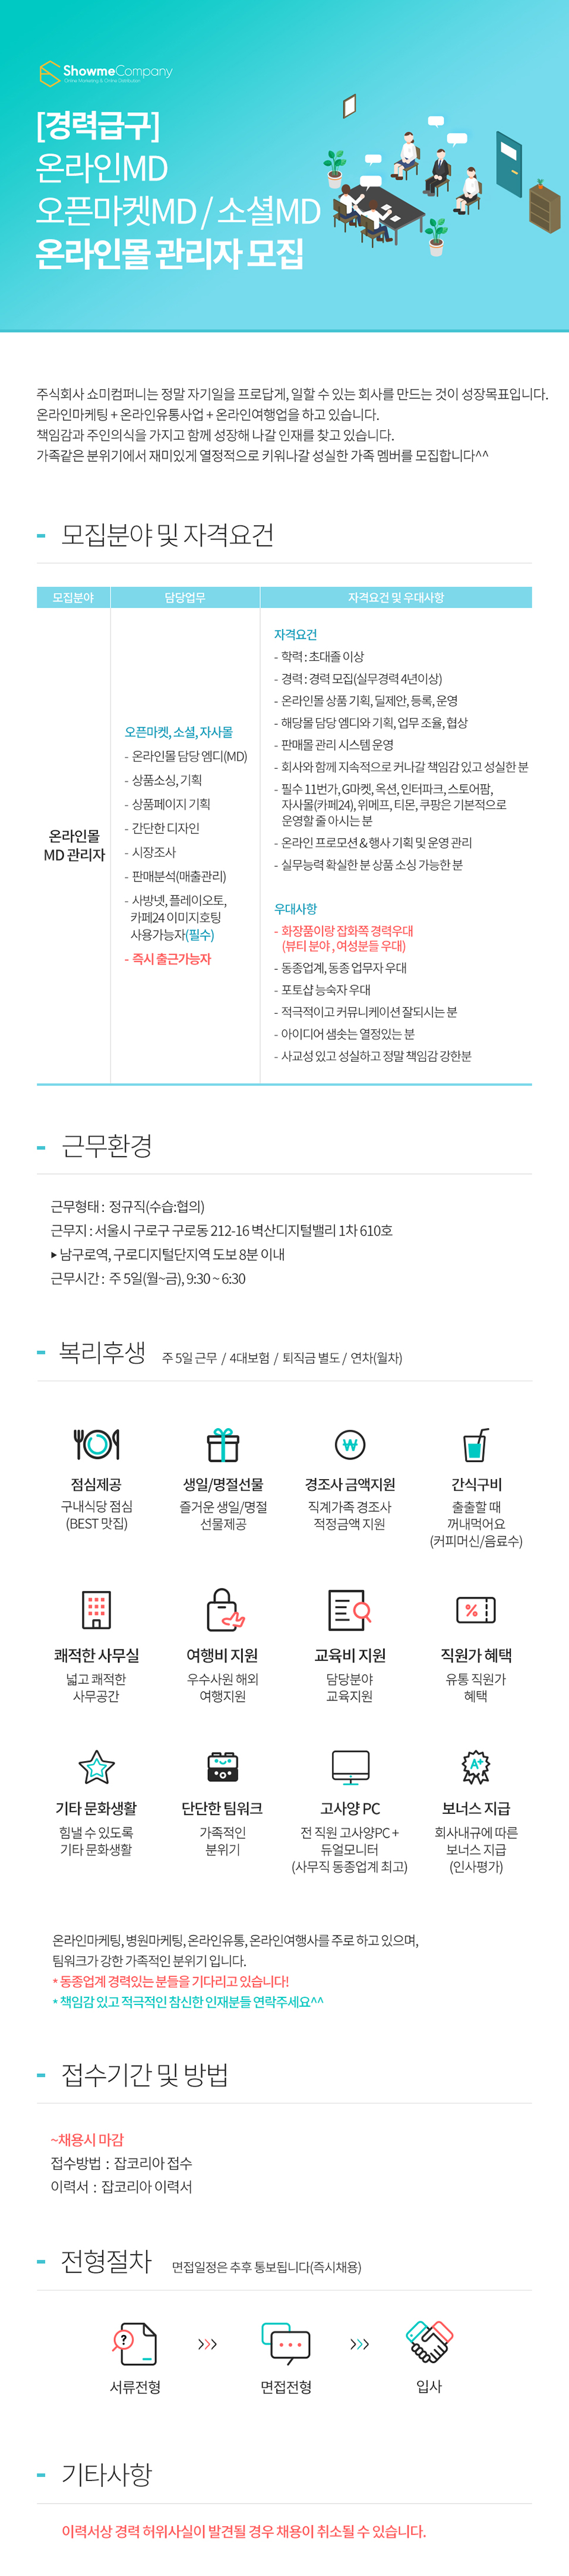 ShowmeCompany
Online Marketing & Online Distribution
[경력급구]
온라인MD
오픈마켓MD / 소셜MD
온라인몰 관리자 모집
주식회사 쇼미컴퍼니는 정말 자기일을 프로답게, 일할 수 있는 회사를 만드는 것이 성장목표입니다.
온라인마케팅 + 온라인유통사업 + 온라인여행업을 하고 있습니다.
책임감과 주인의식을 가지고 함께 성장해 나갈 인재를 찾고 있습니다.
가족같은 분위기에서 재미있게 열정적으로 키워나갈 성실한 가족 멤버를 모집합니다^^
- 모집분야 및 자격요건
모집분야 담당업무 자격요건 및 우대사항
온라인몰
MD 관리자
오픈마켓, 소셜, 자사몰
- 온라인몰 담당 엠디(MD)
- 상품소싱, 기획
- 상품페이지 기획
- 간단한 디자인
- 시장조사
- 판매분석(매출관리)
- 사방넷, 플레이오토,
카페24 이미지호팅
사용가능자(필수)
- 즉시 출근가능자
자격요건
- 학력 : 초대졸 이상
- 경력 : 경력 모집(실무경력 4년이상)
- 온라인몰 상품 기획, 딜제안, 등록, 운영
- 해당몰 담당 엠디와 기획, 업무 조율, 협상
- 판매몰 관리 시스템 운영
- 회사와 함께 지속적으로 커나갈 책임감 있고 성실한 분
- 필수 11번가, G마켓, 옥션, 인터파크, 스토어팜,
자사몰(카페24), 위메프, 티몬, 쿠팡은 기본적으로
운영할 줄 아시는 분
- 온라인 프로모션 & 행사 기획 및 운영 관리
- 실무능력 확실한 분 상품 소싱 가능한 분
우대사항
- 화장품이랑 잡화쪽 경력우대
(뷰티 분야 , 여성분들 우대)
- 동종업계, 동종 업무자 우대
- 포토샵 능숙자 우대
- 적극적이고 커뮤니케이션 잘되시는 분
- 아이디어 샘솟는 열정있는 분
- 사교성 있고 성실하고 정말 책임감 강한분
- 근무환경
근무형태 : 정규직(수습:협의)
근무지 : 서울시 구로구 구로동 212-16 벽산디지털밸리 1차 610호
▶ 남구로역, 구로디지털단지역 도보 8분 이내
근무시간 : 주 5일(월~금), 9:30 ~ 6:30
- 복리후생 주 5일 근무 / 4대보험 / 퇴직금 별도 / 연차(월차)
점심제공
구내식당 점심
(BEST 맛집)
생일/명절선물
즐거운 생일/명절
선물제공
경조사 금액지원
직계가족 경조사
적정금액 지원
간식구비
출출할 때
꺼내먹어요
(커피머신/음료수)
쾌적한 사무실
넓고 쾌적한
사무공간
여행비 지원
우수사원 해외
여행지원
교육비 지원
담당분야
교육지원
%
직원가 혜택
유통 직원가
혜택
기타 문화생활
힘낼 수 있도록
기타 문화생활
단단한 팀워크
가족적인
분위기
고사양 PC
전 직원 고사양PC +
듀얼모니터
(사무직 동종업계 최고)
A+
보너스 지급
회사내규에 따른
보너스 지급
(인사평가)
온라인마케팅, 병원마케팅, 온라인유통, 온라인여행사를 주로 하고 있으며,
팀워크가 강한 가족적인 분위기 입니다.
* 동종업계 경력있는 분들을 기다리고 있습니다!
* 책임감 있고 적극적인 참신한 인재분들 연락주세요^^
- 접수기간 및 방법
~채용시 마감
접수방법 : 잡코리아 접수
이력서 : 잡코리아 이력서
- 전형절차 면접일정은 추후 통보됩니다(즉시채용)
?
서류전형
면접전형
입사
- 기타사항
이력서상 경력 허위사실이 발견될 경우 채용이 취소될 수 있습니다.